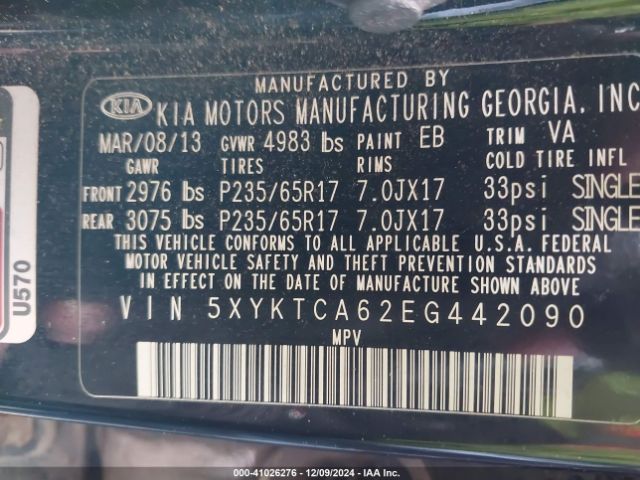 MANUFACTURED BY
KIA KIA MOTORS MANUFACTURING GEORGIA, INC
MAR/08/13 GVWR 4983 lbs PAINT EB TRIM VA
GAWR TIRES RIMS COLD TIRE INFL
FRONT 2976 lbs P235/65R17 7.0JX17 33psi SINGLE
REAR 3075 lbs P235/65R17 7.0JX17 33psi SINGLE
THIS VEHICLE CONFORMS TO ALL APPLICABLE U.S.A. FEDERAL
MOTOR VEHICLE SAFETY AND THEFT PREVENTION STANDARDS
IN EFFECT ON THE DATE OF MANUFACTURE SHOWN ABOVE
VIN 5XYKTCA62EG442090
MPV
U570
000-41026276 - 12/09/2024 - IAA Inc.